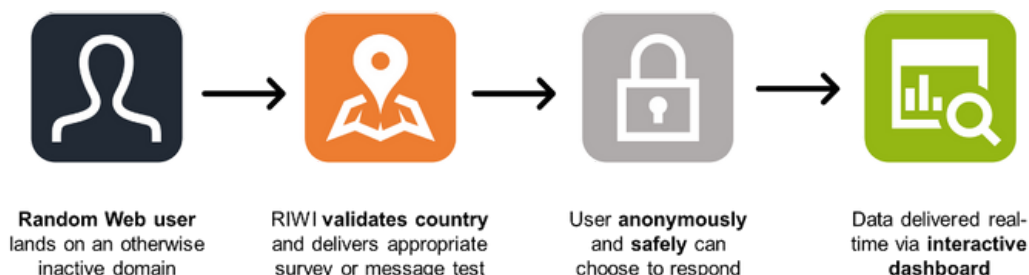 Random Web user
lands on an otherwise
inactive domain
RIWI validates country
and delivers appropriate
survey or message test
User anonymously
and safely can
choose to respond
Data delivered real-
time via interactive
dashboard